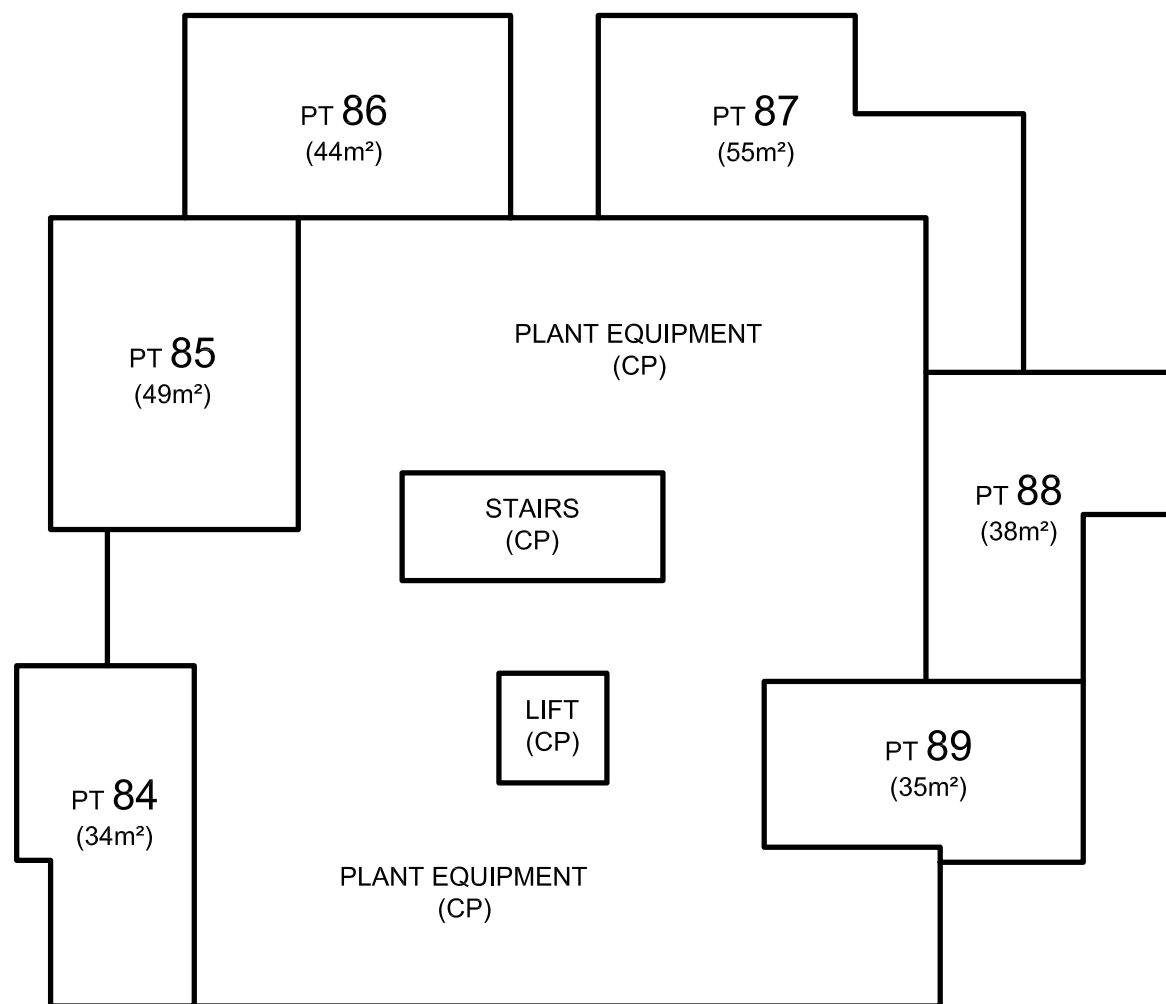 PT 86
(44m²)
PT 87
(55m²)
PT 85
(49m²)
PLANT EQUIPMENT
(CP)
STAIRS
(CP)
PT 88
(38m²)
LIFT
(CP)
PT 89
(35m²)
PT 84
(34m²)
PLANT EQUIPMENT
(CP)